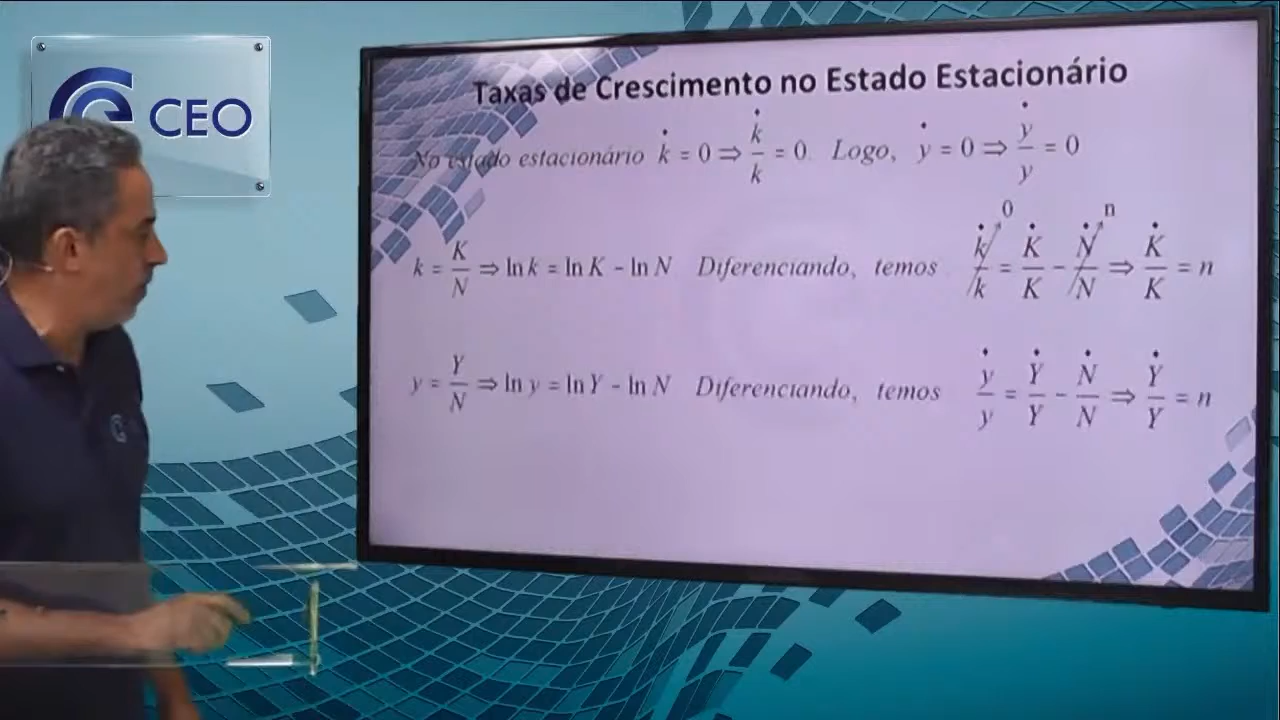 CEO
Taxas de Crescimento no Estado Estacionário
No estado estacionário k̇ = 0 ⇒ k̇/k = 0 Logo, ẏ = 0 ⇒ ẏ/y = 0
k = K/N ⇒ ln k = ln K − ln N Diferenciando, temos k̇/k = K̇/K − Ṅ/N ⇒ K̇/K = n
0 n
y = Y/N ⇒ ln y = ln Y − ln N Diferenciando, temos ẏ/y = Ẏ/Y − Ṅ/N ⇒ Ẏ/Y = n